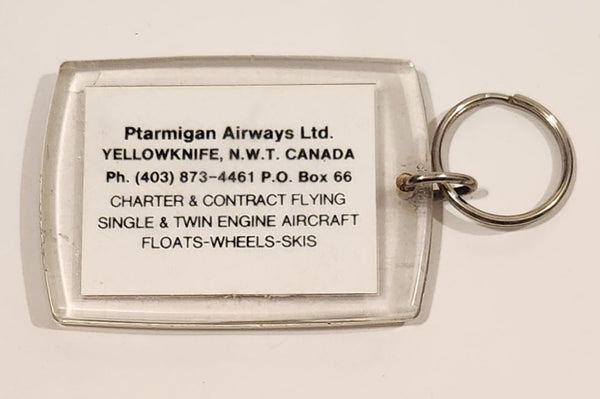 Ptarmigan Airways Ltd.
YELLOWKNIFE, N.W.T. CANADA
Ph. (403) 873-4461 P.O. Box 66
CHARTER & CONTRACT FLYING
SINGLE & TWIN ENGINE AIRCRAFT
FLOATS-WHEELS-SKIS